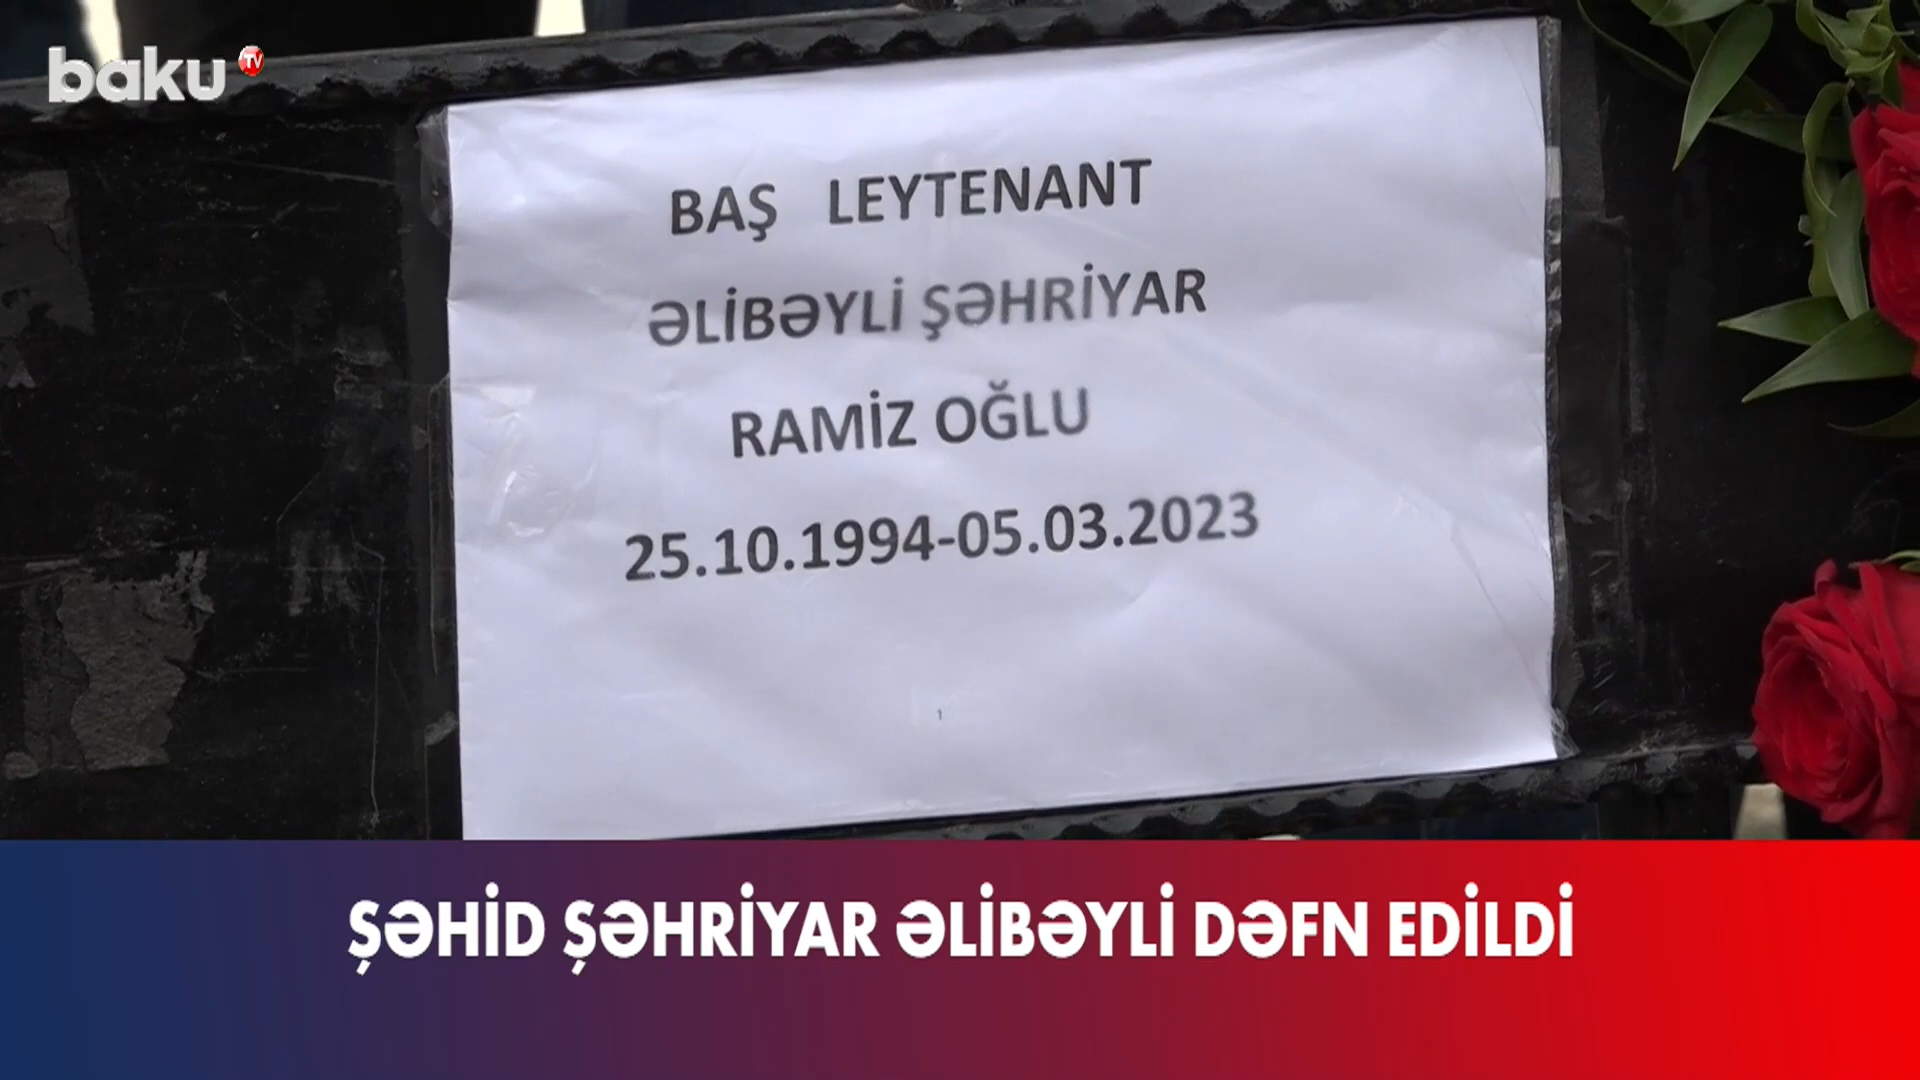 baku TV
BAŞ LEYTENANT
ƏLİBƏYLİ ŞƏHRİYAR
RAMİZ OĞLU
25.10.1994-05.03.2023
1
ŞƏHİD ŞƏHRİYAR ƏLİBƏYLİ DƏFN EDİLDİ